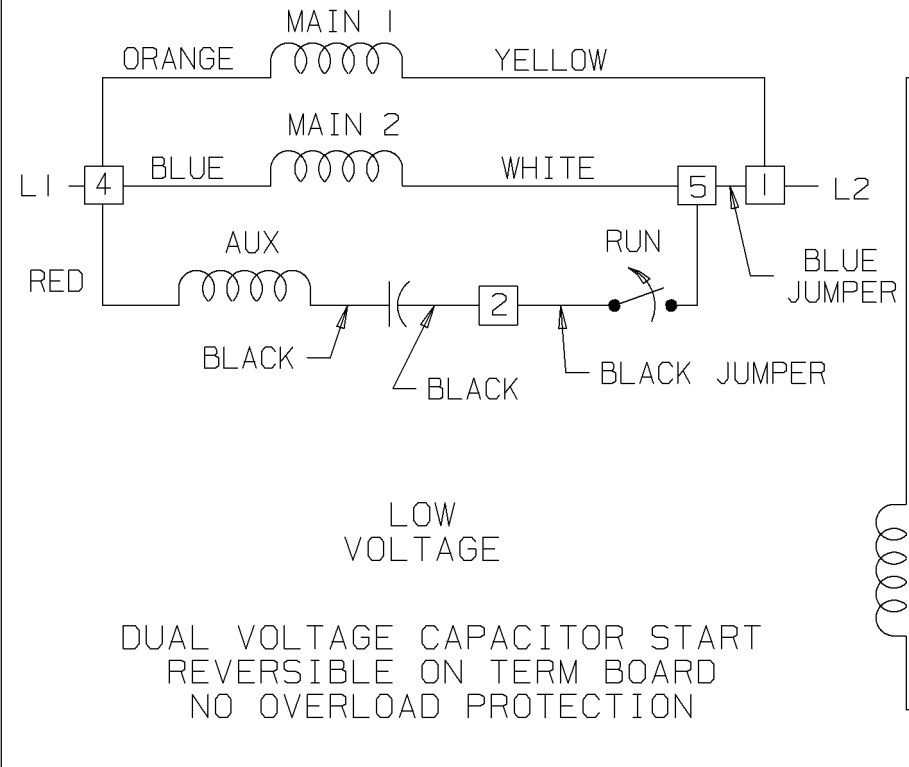 MAIN 1
ORANGE
YELLOW
MAIN 2
BLUE
WHITE
L1
4
5
1
L2
AUX
RUN
RED
BLUE
JUMPER
2
BLACK
BLACK
BLACK JUMPER
LOW
VOLTAGE
DUAL VOLTAGE CAPACITOR START
REVERSIBLE ON TERM BOARD
NO OVERLOAD PROTECTION